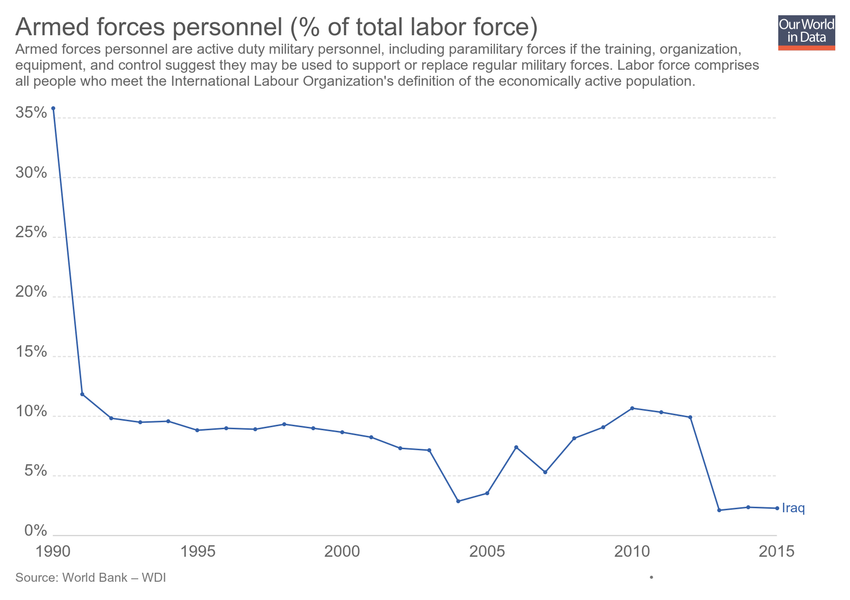 Armed forces personnel (% of total labor force)
Our World
in Data
Armed forces personnel are active duty military personnel, including paramilitary forces if the training, organization,
equipment, and control suggest they may be used to support or replace regular military forces. Labor force comprises
all people who meet the International Labour Organization's definition of the economically active population.
35%
30%
25%
20%
15%
10%
5%
0%
Iraq
1990 1995 2000 2005 2010 2015
Source: World Bank – WDI